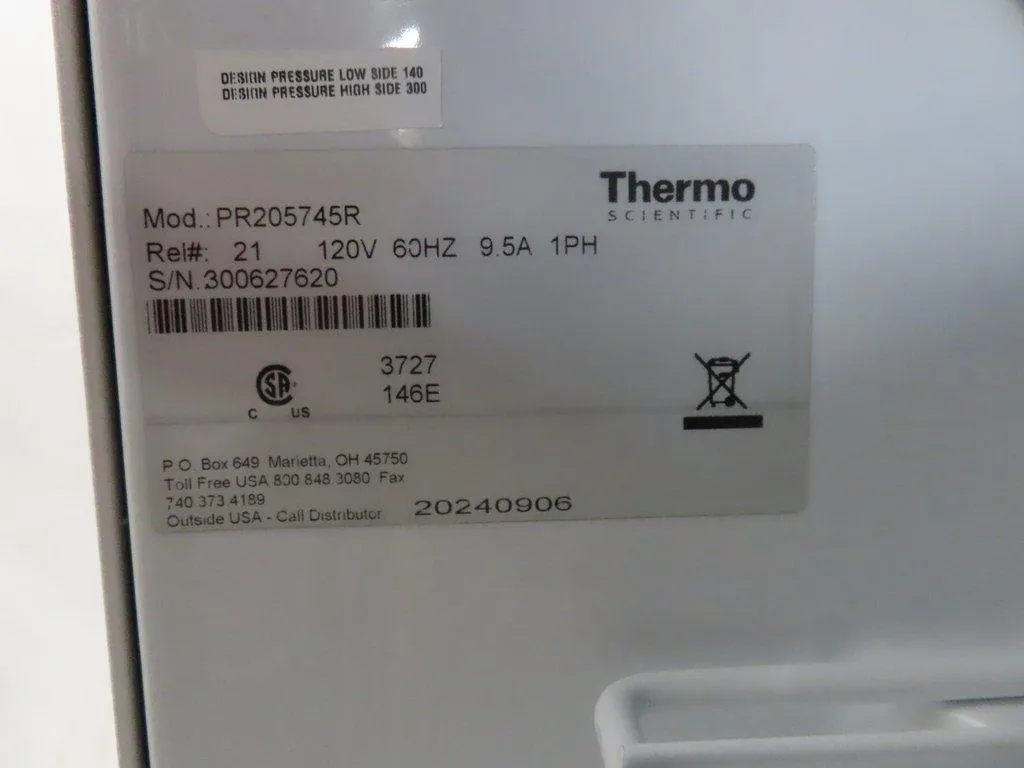 DESIGN PRESSURE LOW SIDE 140
DESIGN PRESSURE HIGH SIDE 300
Thermo
SCIENTIFIC
Mod.: PR205745R
Rel#: 21 120V 60HZ 9.5A 1PH
S/N.300627620
CSA
C US
3727
146E
P.O. Box 649 Marietta, OH 45750
Toll Free USA 800 848 3080 Fax
740 373 4189
Outside USA - Call Distributor
20240906